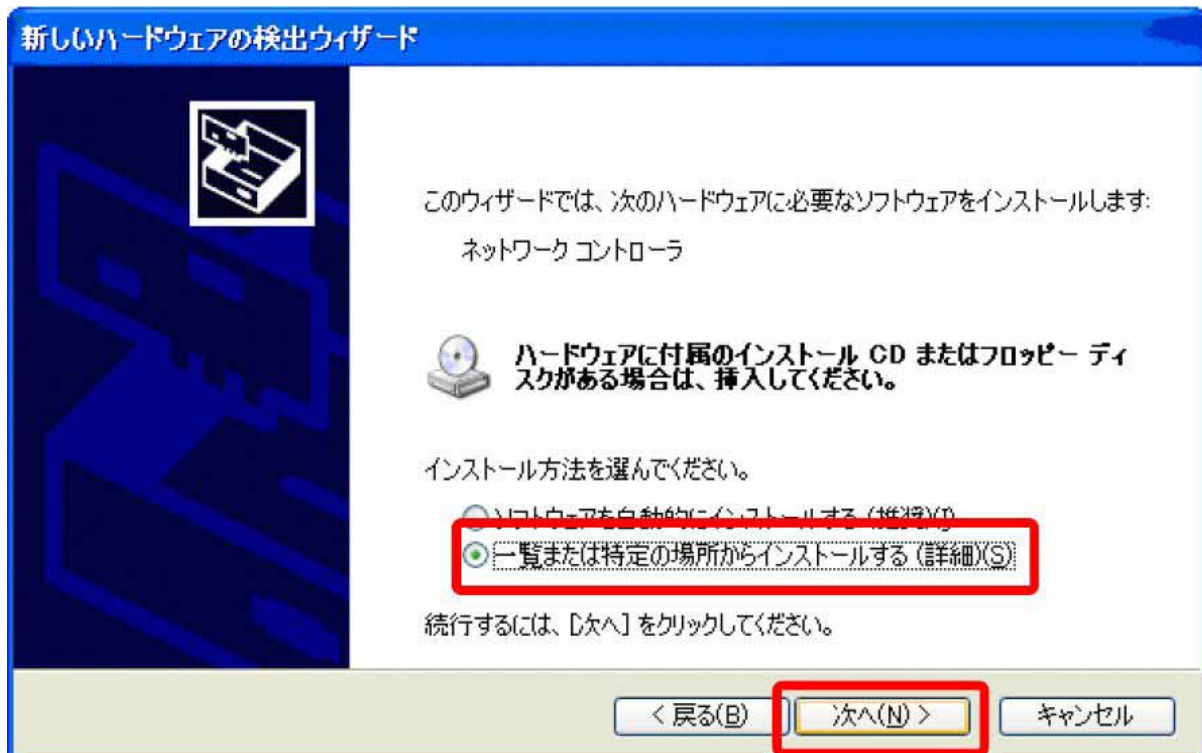 新しいハードウェアの検出ウィザード
このウィザードでは、次のハードウェアに必要なソフトウェアをインストールします:
ネットワーク コントローラ
ハードウェアに付属のインストール CD またはフロッピー ディ
スクがある場合は、挿入してください。
インストール方法を選んでください。
ソフトウェアを自動的にインストールする (推奨)(I)
一覧または特定の場所からインストールする (詳細)(S)
続行するには、[次へ] をクリックしてください。
< 戻る(B) 次へ(N) > キャンセル